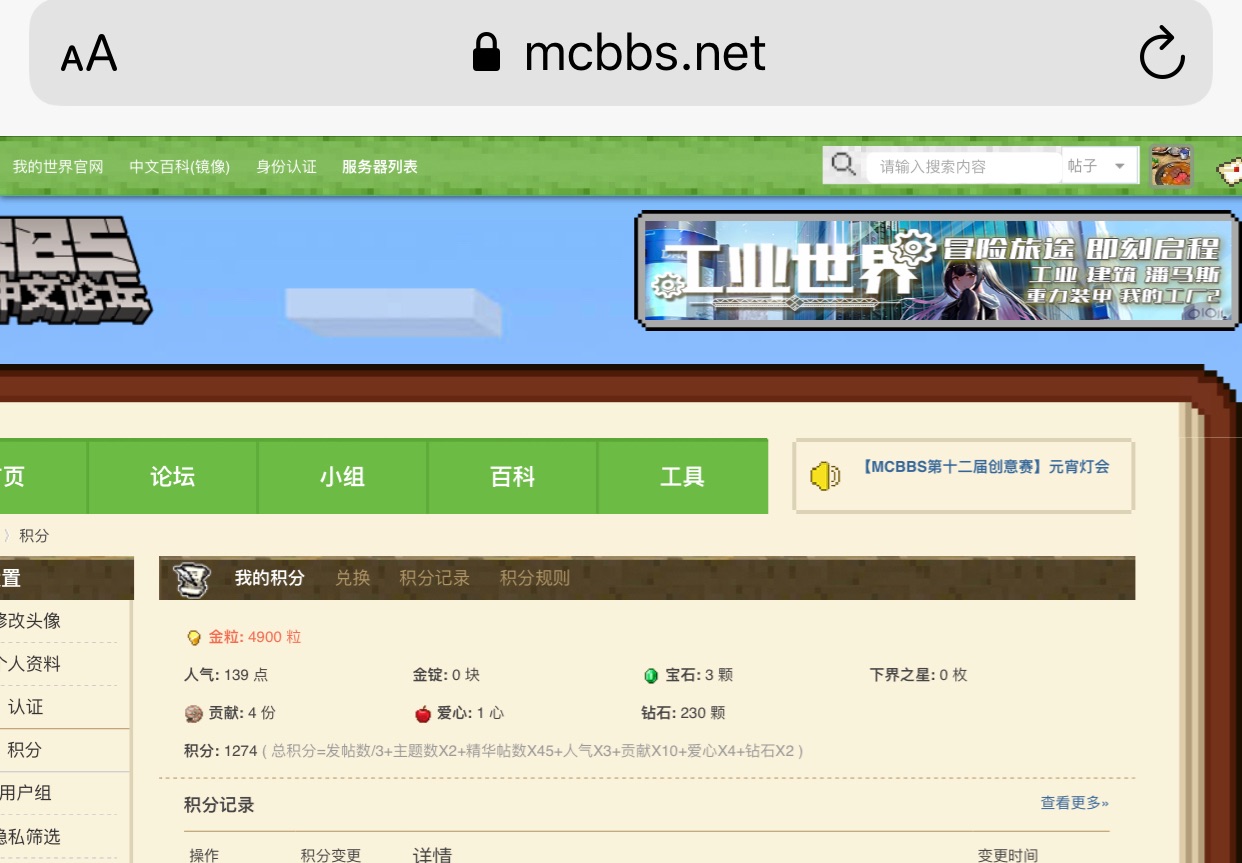 AA mcbbs.net
我的世界官网 中文百科(镜像) 身份认证 服务器列表 请输入搜索内容 帖子
BBS
中文论坛
工业世界 冒险旅途 即刻启程
工业 建筑 潘马斯
重力装甲 我的工厂2
页 论坛 小组 百科 工具
【MCBBS第十二届创意赛】元宵灯会
〉积分
置 我的积分 兑换 积分记录 积分规则
修改头像
个人资料
认证
积分
用户组
隐私筛选
金粒: 4900 粒
人气: 139 点 金锭: 0 块 宝石: 3 颗 下界之星: 0 枚
贡献: 4 份 爱心: 1 心 钻石: 230 颗
积分: 1274 ( 总积分=发帖数/3+主题数X2+精华帖数X45+人气X3+贡献X10+爱心X4+钻石X2 )
积分记录 查看更多»
操作 积分变更 详情 变更时间